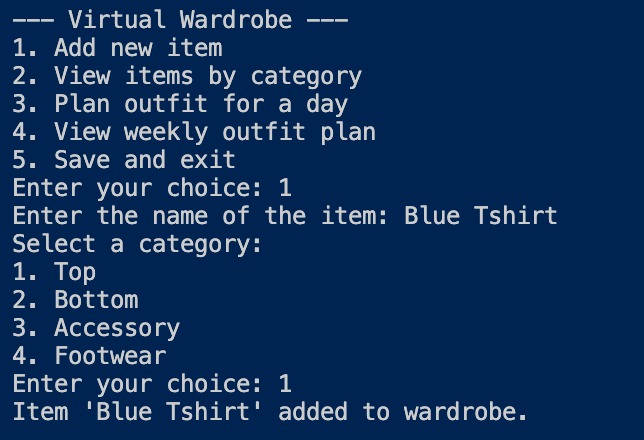 --- Virtual Wardrobe ---
1. Add new item
2. View items by category
3. Plan outfit for a day
4. View weekly outfit plan
5. Save and exit
Enter your choice: 1
Enter the name of the item: Blue Tshirt
Select a category:
1. Top
2. Bottom
3. Accessory
4. Footwear
Enter your choice: 1
Item 'Blue Tshirt' added to wardrobe.